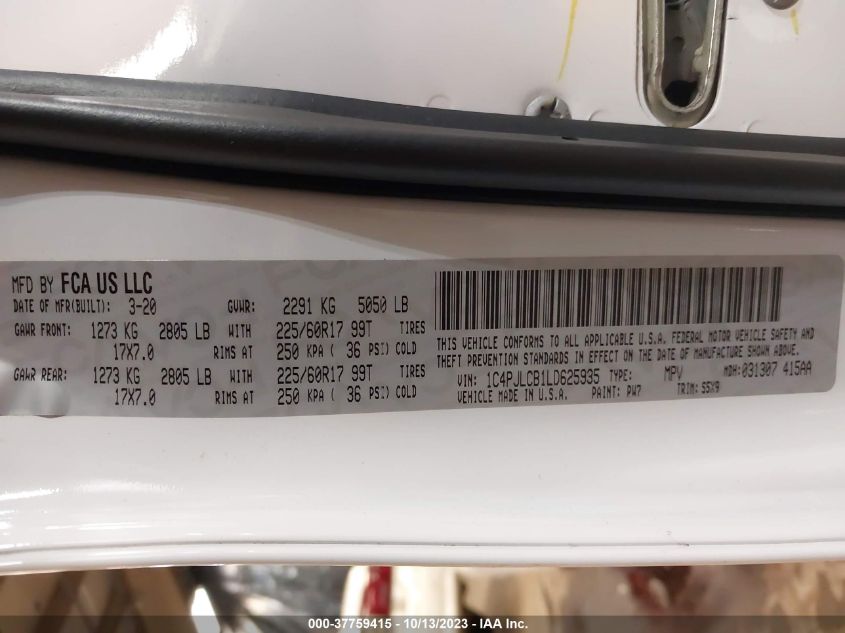 MFD BY FCA US LLC
DATE OF MFR(BUILT): 3-20 GVWR: 2291 KG 5050 LB
GAWR FRONT: 1273 KG 2805 LB WITH 225/60R17 99T TIRES
17X7.0 RIMS AT 250 KPA ( 36 PSI) COLD
GAWR REAR: 1273 KG 2805 LB WITH 225/60R17 99T TIRES
17X7.0 RIMS AT 250 KPA ( 36 PSI) COLD
THIS VEHICLE CONFORMS TO ALL APPLICABLE U.S.A. FEDERAL MOTOR VEHICLE SAFETY AND
THEFT PREVENTION STANDARDS IN EFFECT ON THE DATE OF MANUFACTURE SHOWN ABOVE.
VIN: 1C4PJLCB1LD625935 TYPE: MPV MDH: 031307 415AA
VEHICLE MADE IN U.S.A. PAINT: PW7 TRIM: S5X9
000-37759415 - 10/13/2023 - IAA Inc.